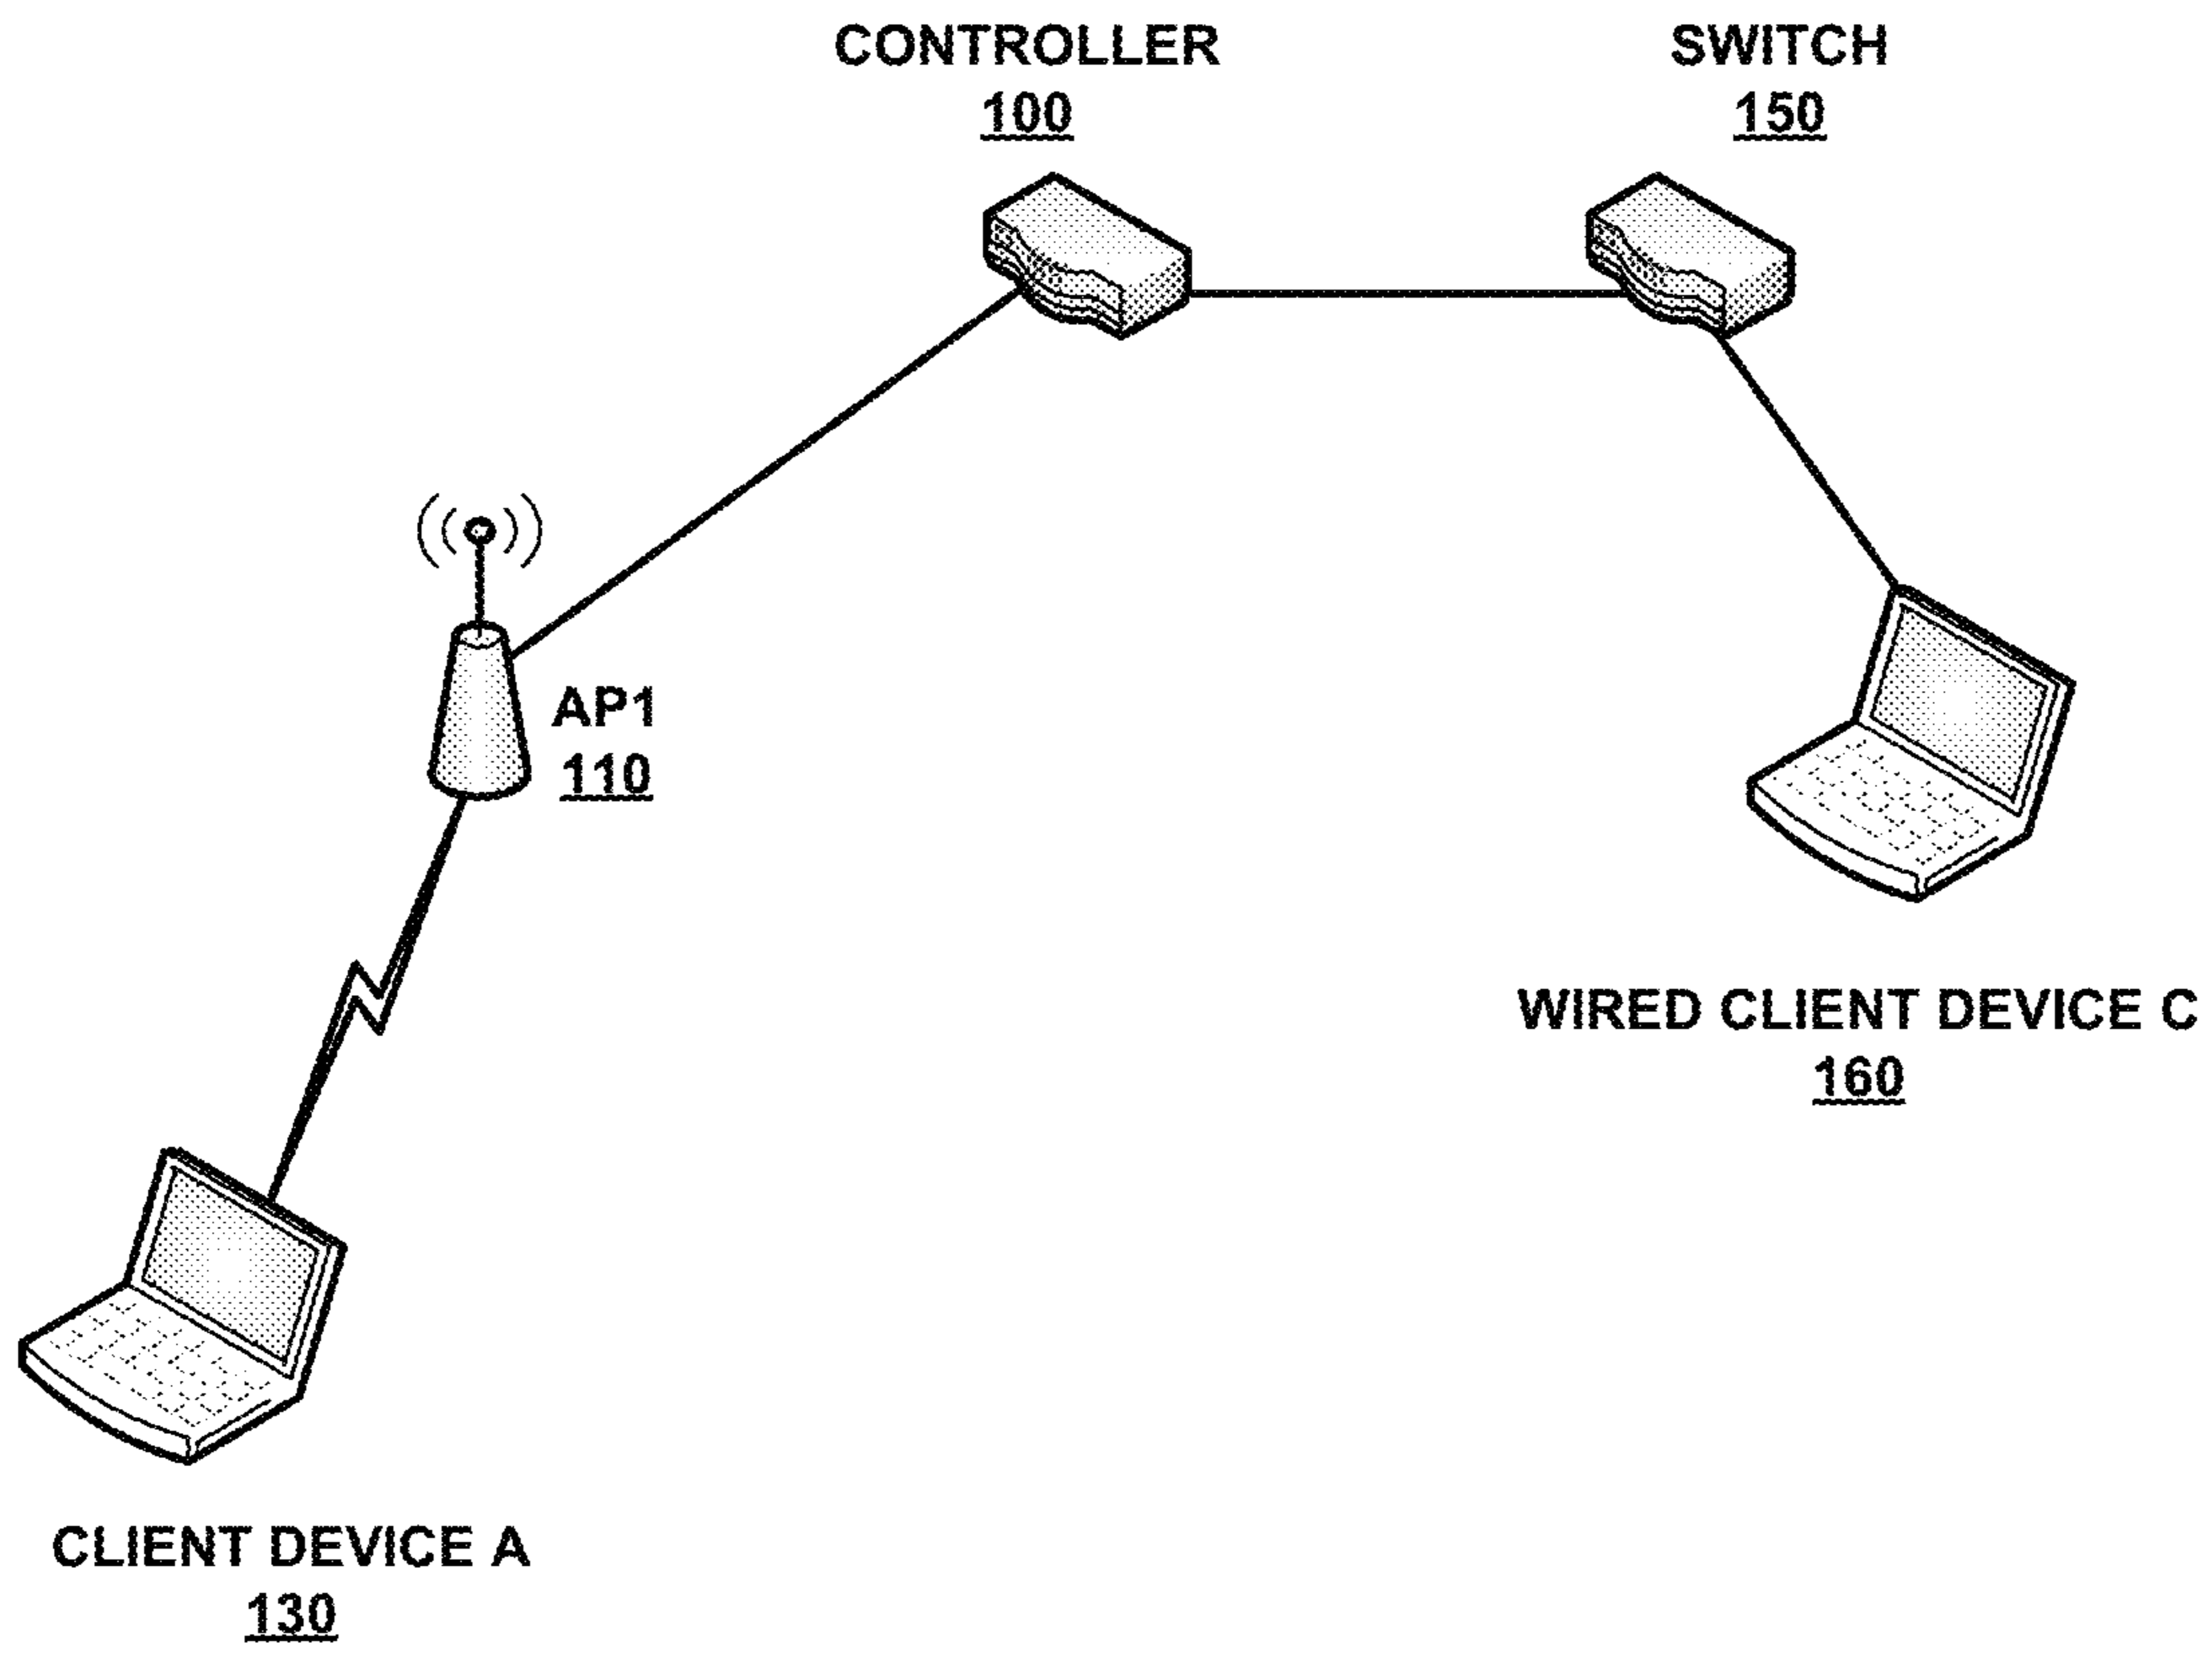 CONTROLLER
100
SWITCH
150
AP1
110
WIRED CLIENT DEVICE C
160
CLIENT DEVICE A
130